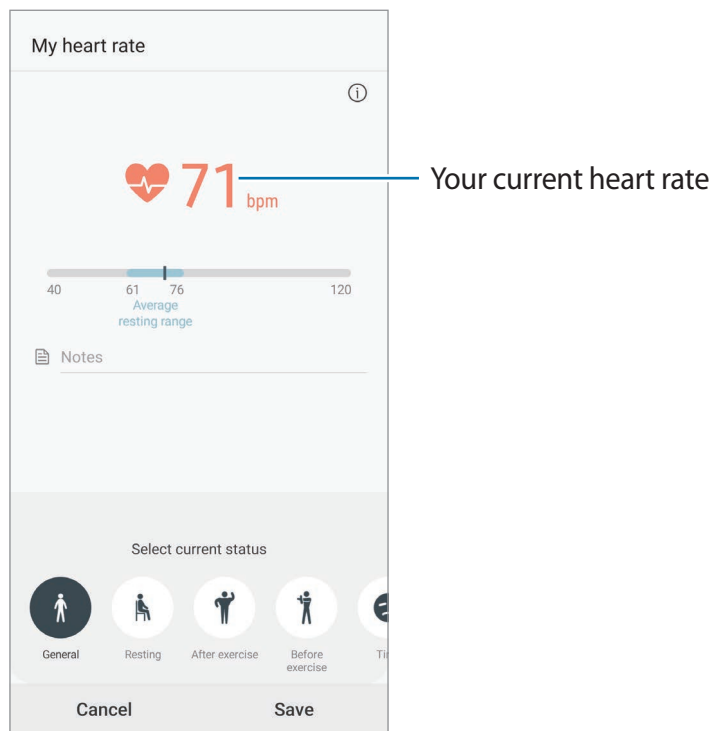 My heart rate
71 bpm
Your current heart rate
40 61 76 120
Average
resting range
Notes
Select current status
General Resting After exercise Before
exercise
Cancel Save